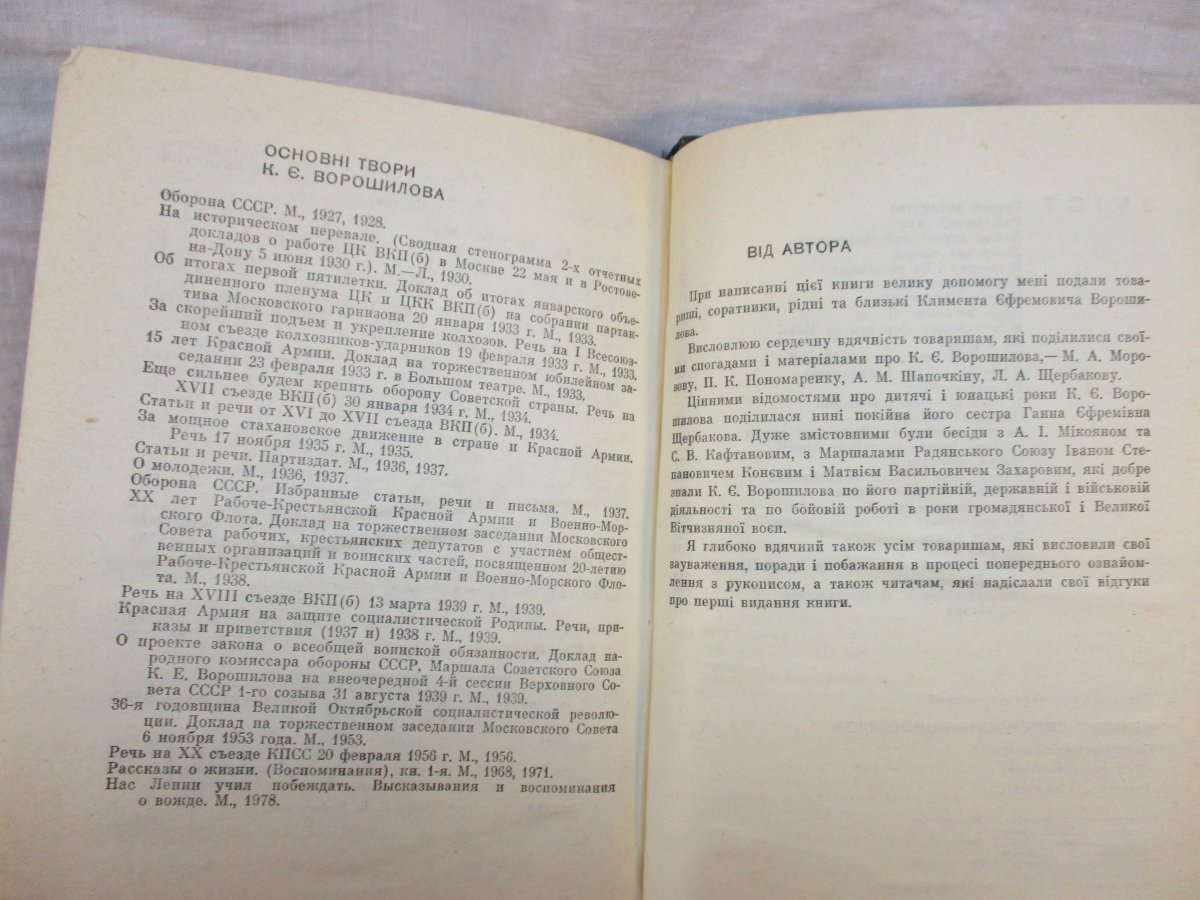 ОСНОВНІ ТВОРИ
К. Є. ВОРОШИЛОВА
Оборона СССР. М., 1927, 1928.
На историческом перевале. (Сводная стенограмма 2-х отчетных
докладов о работе ЦК ВКП(б) в Москве 22 мая и в Ростове-
на-Дону 5 июня 1930 г.). М.—Л., 1930.
Об итогах первой пятилетки. Доклад об итогах январского объе-
диненного пленума ЦК и ЦКК ВКП(б) на собрании партак-
тива Московского гарнизона 20 января 1933 г. М., 1933.
За скорейший подъем и укрепление колхозов. Речь на I Всесоюз-
ном съезде колхозников-ударников 19 февраля 1933 г. М., 1933.
15 лет Красной Армии. Доклад на торжественном юбилейном за-
седании 23 февраля 1933 г. в Большом театре. М., 1933.
Еще сильнее будем крепить оборону Советской страны. Речь на
XVII съезде ВКП(б) 30 января 1934 г. М., 1934.
Статьи и речи от XVI до XVII съезда ВКП(б). М., 1934.
За мощное стахановское движение в стране и Красной Армии.
Речь 17 ноября 1935 г. М., 1935.
Статьи и речи. Партиздат. М., 1936, 1937.
О молодежи. М., 1936, 1937.
Оборона СССР. Избранные статьи, речи и письма. М., 1937.
XX лет Рабоче-Крестьянской Красной Армии и Военно-Мор-
ского Флота. Доклад на торжественном заседании Московского
Совета рабочих, крестьянских депутатов с участием общест-
венных организаций и воинских частей, посвященном 20-летию
Рабоче-Крестьянской Красной Армии и Военно-Морского Фло-
та. М., 1938.
Речь на XVIII съезде ВКП(б) 13 марта 1939 г. М., 1939.
Красная Армия на защите социалистической Родины. Речи, при-
казы и приветствия (1937 и) 1938 г. М., 1939.
О проекте закона о всеобщей воинской обязанности. Доклад на-
родного комиссара обороны СССР, Маршала Советского Союза
К. Е. Ворошилова на внеочередной 4-й сессии Верховного Со-
вета СССР 1-го созыва 31 августа 1939 г. М., 1939.
36-я годовщина Великой Октябрьской социалистической револю-
ции. Доклад на торжественном заседании Московского Совета
6 ноября 1953 года. М., 1953.
Речь на XX съезде КПСС 20 февраля 1956 г. М., 1956.
Рассказы о жизни. (Воспоминания), кн. 1-я. М., 1968, 1971.
Нас Ленин учил побеждать. Высказывания и воспоминания
о вожде. М., 1978.
ВІД АВТОРА
При написанні цієї книги велику допомогу мені подали това-
риші, соратники, рідні та близькі Климента Єфремовича Вороши-
лова.
Висловлюю сердечну вдячність товаришам, які поділилися свої-
ми спогадами і матеріалами про К. Є. Ворошилова,— М. А. Моро-
зову, П. К. Пономаренку, А. М. Шапочкіну, Л. А. Щербакову.
Цінними відомостями про дитячі і юнацькі роки К. Є. Воро-
шилова поділилася нині покійна його сестра Ганна Єфремівна
Щербакова. Дуже змістовними були бесіди з А. І. Мікояном та
С. В. Кафтановим, з Маршалами Радянського Союзу Іваном Сте-
пановичем Конєвим і Матвієм Васильовичем Захаровим, які добре
знали К. Є. Ворошилова по його партійній, державній і військовій
діяльності та по бойовій роботі в роки громадянської і Великої
Вітчизняної воєн.
Я глибоко вдячний також усім товаришам, які висловили свої
зауваження, поради і побажання в процесі попереднього ознайом-
лення з рукописом, а також читачам, які надіслали свої відгуки
про перші видання книги.